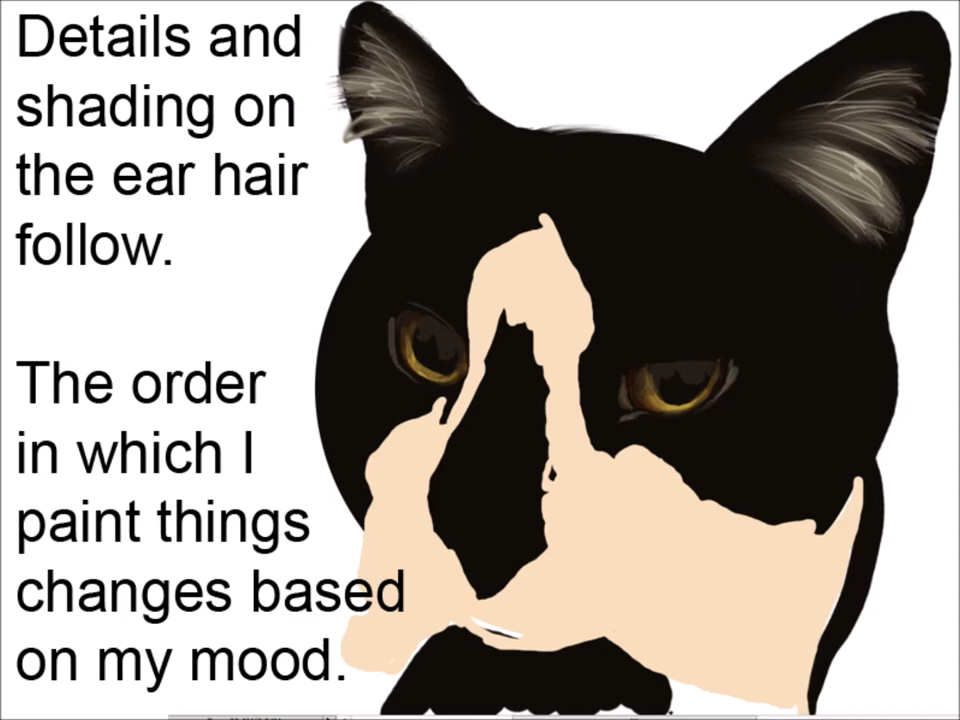 Details and
shading on
the ear hair
follow.
The order
in which I
paint things
changes based
on my mood.